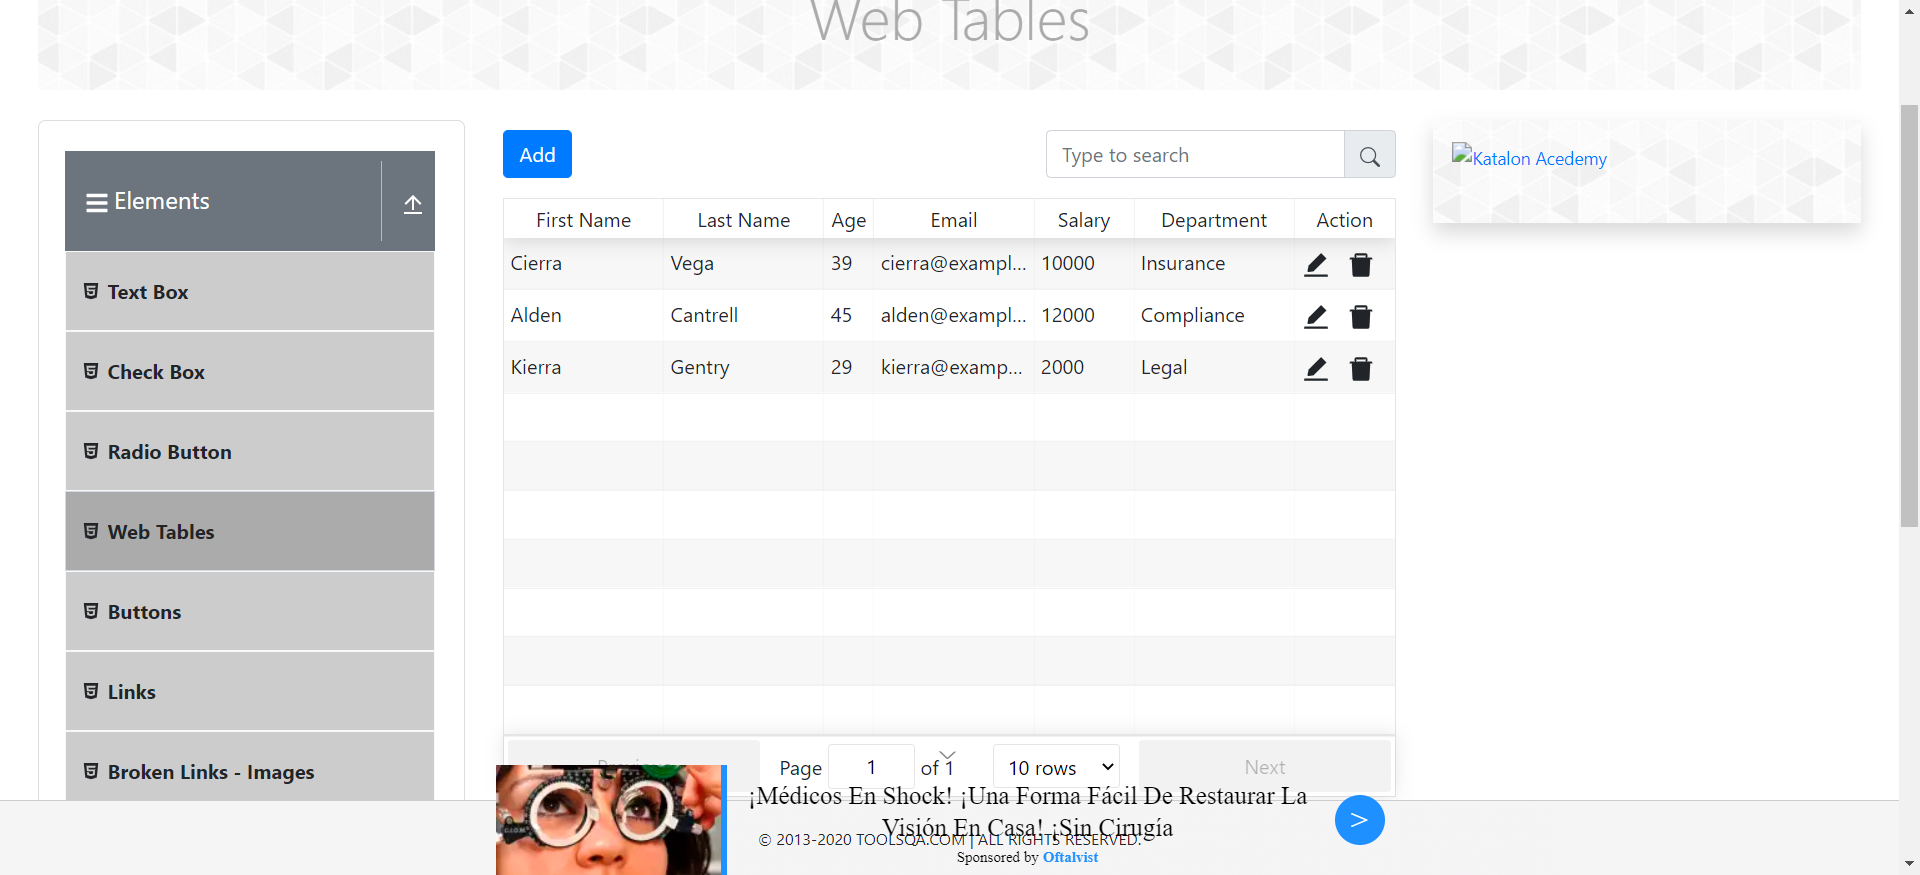 Web Tables
Elements
Text Box
Check Box
Radio Button
Web Tables
Buttons
Links
Broken Links - Images
Add
Type to search
First Name Last Name Age Email Salary Department Action
Cierra Vega 39 cierra@exampl... 10000 Insurance
Alden Cantrell 45 alden@exampl... 12000 Compliance
Kierra Gentry 29 kierra@examp... 2000 Legal
Page 1 of 1 10 rows Next
Katalon Acedemy
¡Médicos En Shock! ¡Una Forma Fácil De Restaurar La
Visión En Casa! ¡Sin Cirugía
Sponsored by Oftalvist
>
© 2013-2020 TOOLSQA.COM | ALL RIGHTS RESERVED.